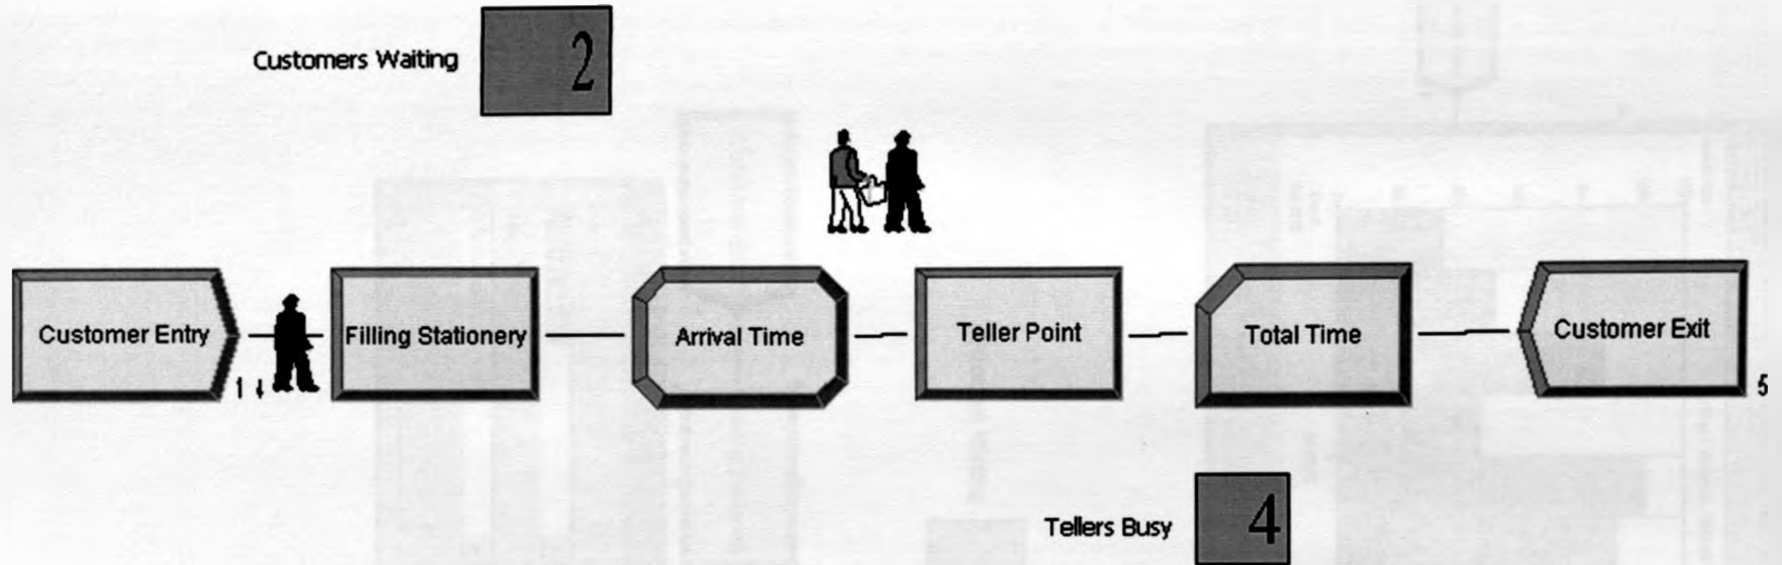 Customers Waiting 2
Customer Entry
1
Filling Stationery
Arrival Time
Teller Point
Total Time
Customer Exit
5
Tellers Busy 4